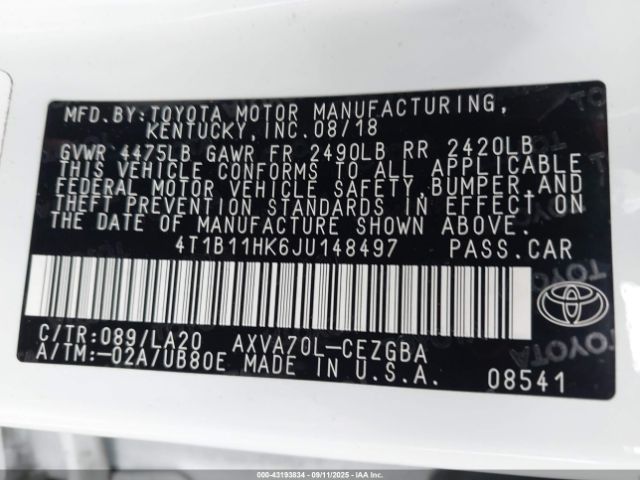 MFD.BY:TOYOTA MOTOR MANUFACTURING,
KENTUCKY, INC. 08/18
GVWR 4475LB GAWR FR 2490LB RR 2420LB
THIS VEHICLE CONFORMS TO ALL APPLICABLE
FEDERAL MOTOR VEHICLE SAFETY, BUMPER, AND
THEFT PREVENTION STANDARDS IN EFFECT ON
THE DATE OF MANUFACTURE SHOWN ABOVE.
4T1B11HK6JU148497 PASS.CAR
C/TR:089/LA20 AXVA70L-CEZGBA
A/TM:-02A/UB80E MADE IN U.S.A.
TOYOTA
08541
000-43193834 - 09/11/2025 - IAAI.COM